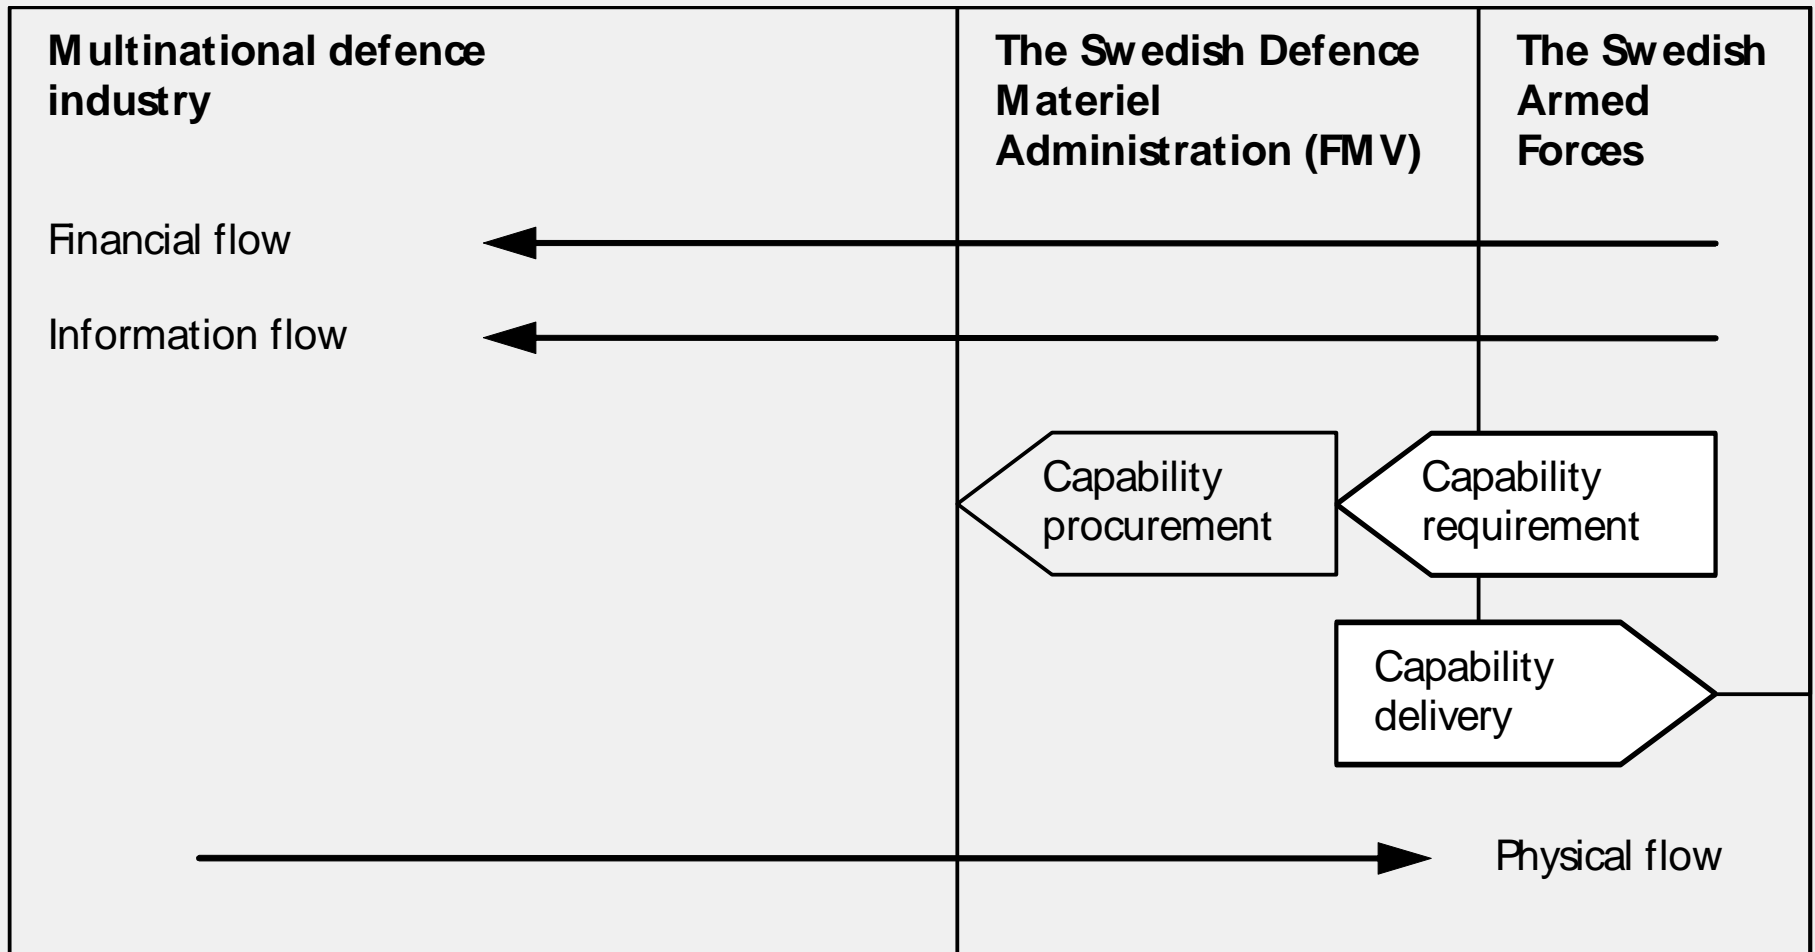 Multinational defence
industry
The Swedish Defence
Materiel
Administration (FMV)
The Swedish
Armed
Forces
Financial flow
Information flow
Capability
procurement
Capability
requirement
Capability
delivery
Physical flow